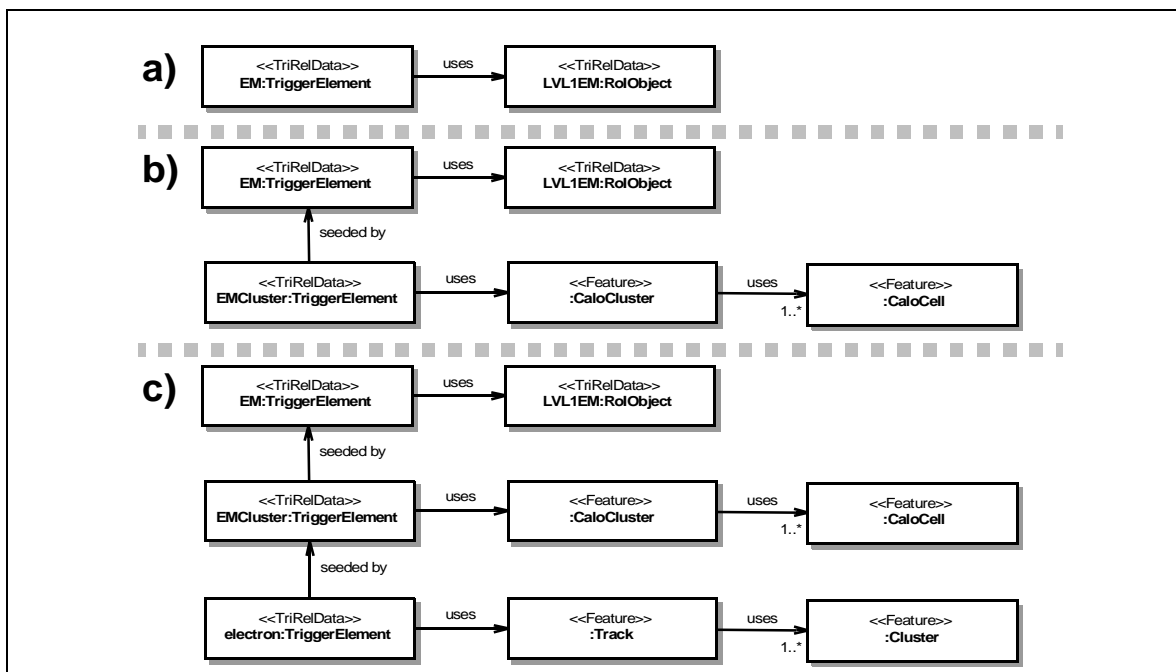 a)
<<TriRelData>>
EM:TriggerElement
uses
<<TriRelData>>
LVL1EM:RoIObject
b)
<<TriRelData>>
EM:TriggerElement
uses
<<TriRelData>>
LVL1EM:RoIObject
seeded by
<<TriRelData>>
EMCluster:TriggerElement
uses
<<Feature>>
:CaloCluster
uses
1..*
<<Feature>>
:CaloCell
c)
<<TriRelData>>
EM:TriggerElement
uses
<<TriRelData>>
LVL1EM:RoIObject
seeded by
<<TriRelData>>
EMCluster:TriggerElement
uses
<<Feature>>
:CaloCluster
uses
1..*
<<Feature>>
:CaloCell
seeded by
<<TriRelData>>
electron:TriggerElement
uses
<<Feature>>
:Track
uses
1..*
<<Feature>>
:Cluster